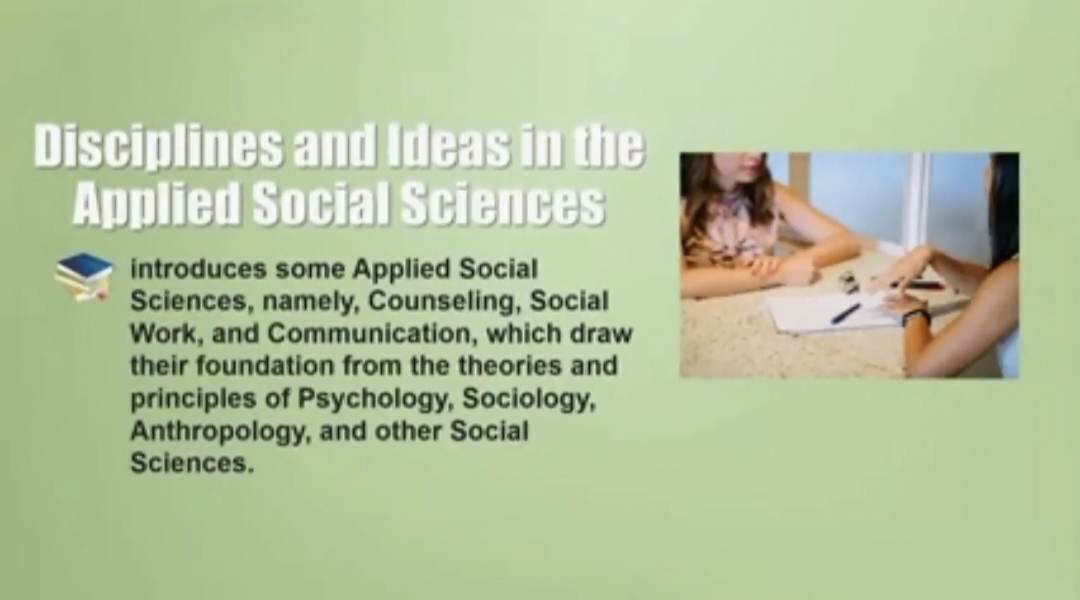 Disciplines and Ideas in the
Applied Social Sciences
introduces some Applied Social
Sciences, namely, Counseling, Social
Work, and Communication, which draw
their foundation from the theories and
principles of Psychology, Sociology,
Anthropology, and other Social
Sciences.